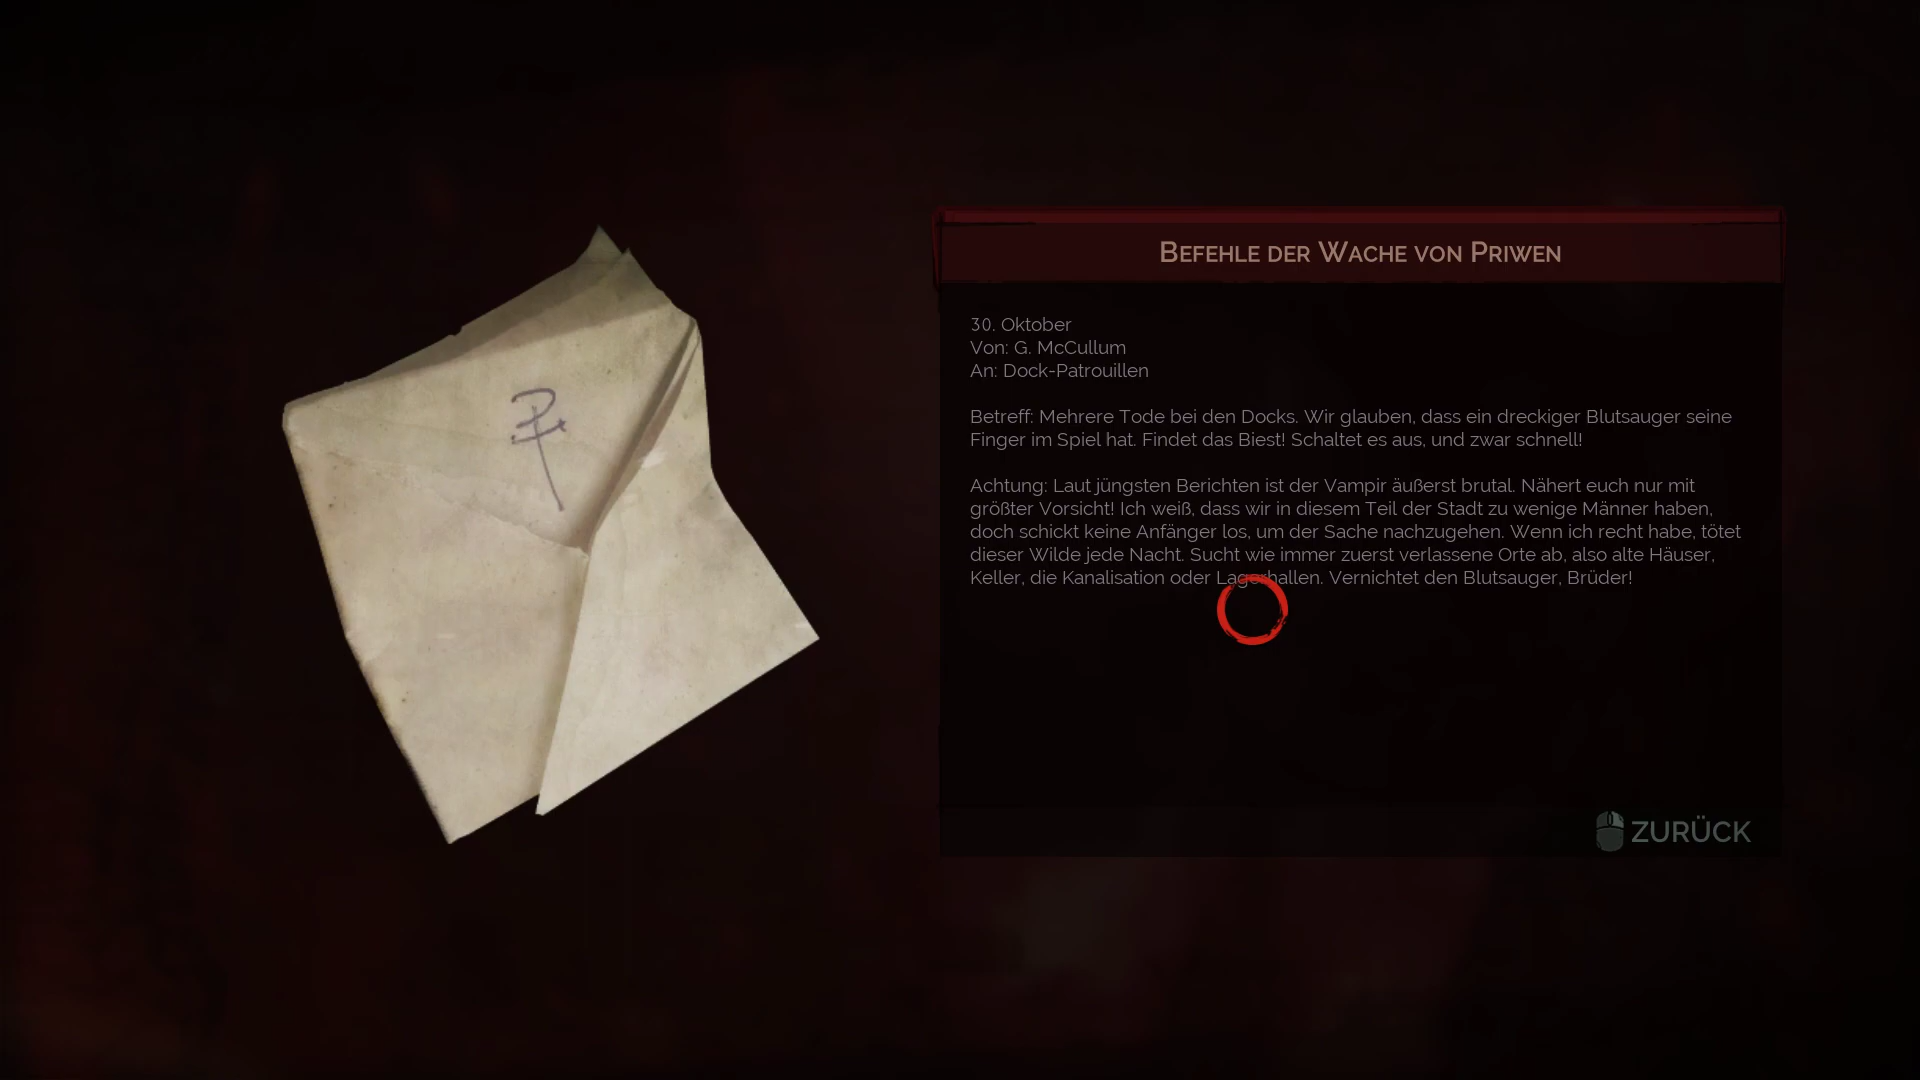 Befehle der Wache von Priwen
30. Oktober
Von: G. McCullum
An: Dock-Patrouillen
Betreff: Mehrere Tode bei den Docks. Wir glauben, dass ein dreckiger Blutsauger seine
Finger im Spiel hat. Findet das Biest! Schaltet es aus, und zwar schnell!
Achtung: Laut jüngsten Berichten ist der Vampir äußerst brutal. Nähert euch nur mit
größter Vorsicht! Ich weiß, dass wir in diesem Teil der Stadt zu wenige Männer haben,
doch schickt keine Anfänger los, um der Sache nachzugehen. Wenn ich recht habe, tötet
dieser Wilde jede Nacht. Sucht wie immer zuerst verlassene Orte ab, also alte Häuser,
Keller, die Kanalisation oder Lagerhallen. Vernichtet den Blutsauger, Brüder!
ZURÜCK